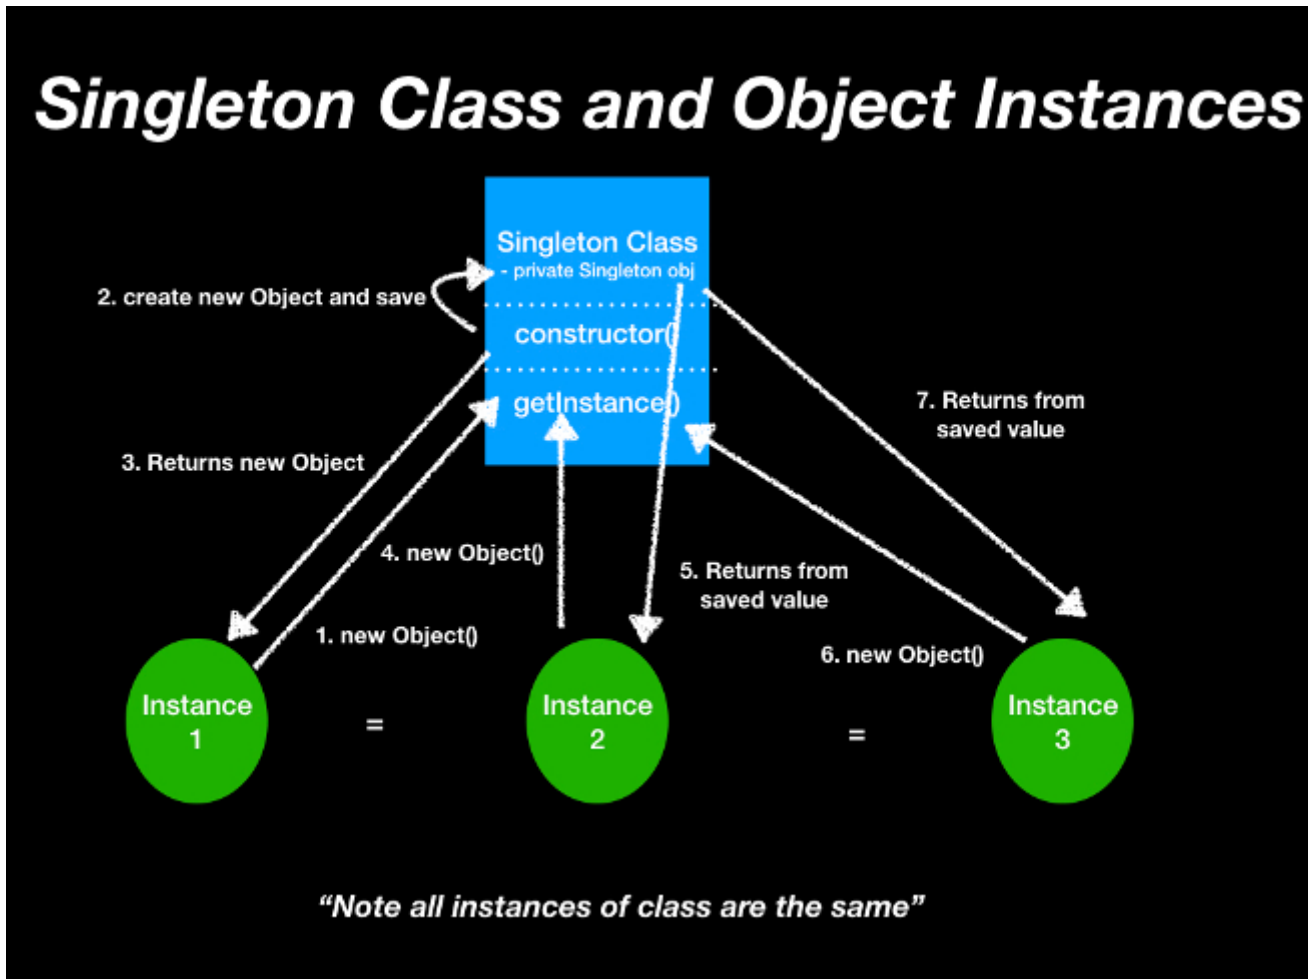 Singleton Class and Object Instances
Singleton Class
- private Singleton obj
2. create new Object and save
constructor()
getInstance()
7. Returns from
saved value
3. Returns new Object
4. new Object()
5. Returns from
saved value
1. new Object()
6. new Object()
Instance
1
=
Instance
2
=
Instance
3
“Note all instances of class are the same”